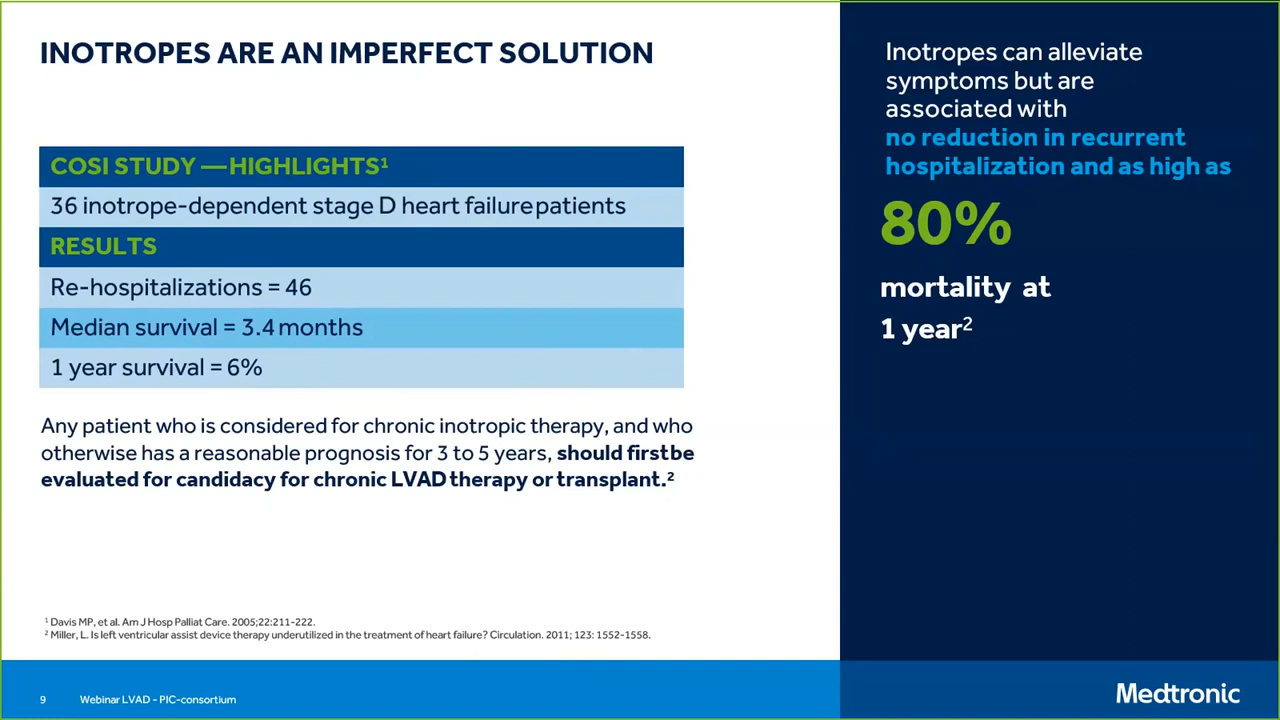 INOTROPES ARE AN IMPERFECT SOLUTION
COSI STUDY — HIGHLIGHTS¹
36 inotrope-dependent stage D heart failure patients
RESULTS
Re-hospitalizations = 46
Median survival = 3.4 months
1 year survival = 6%
Any patient who is considered for chronic inotropic therapy, and who
otherwise has a reasonable prognosis for 3 to 5 years, should first be
evaluated for candidacy for chronic LVAD therapy or transplant.²
¹ Davis MP, et al. Am J Hosp Palliat Care. 2005;22:211-222.
² Miller, L. Is left ventricular assist device therapy underutilized in the treatment of heart failure? Circulation. 2011; 123: 1552-1558.
Inotropes can alleviate
symptoms but are
associated with
no reduction in recurrent
hospitalization and as high as
80%
mortality at
1 year²
9 Webinar LVAD - PIC-consortium
Medtronic